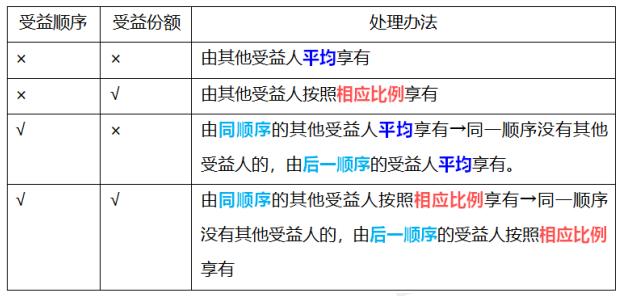 受益顺序 受益份额 处理办法
× × 由其他受益人平均享有
× √ 由其他受益人按照相应比例享有
√ × 由同顺序的其他受益人平均享有→同一顺序没有其他
受益人的，由后一顺序的受益人平均享有。
√ √ 由同顺序的其他受益人按照相应比例享有→同一顺序
没有其他受益人的，由后一顺序的受益人按照相应比例
享有